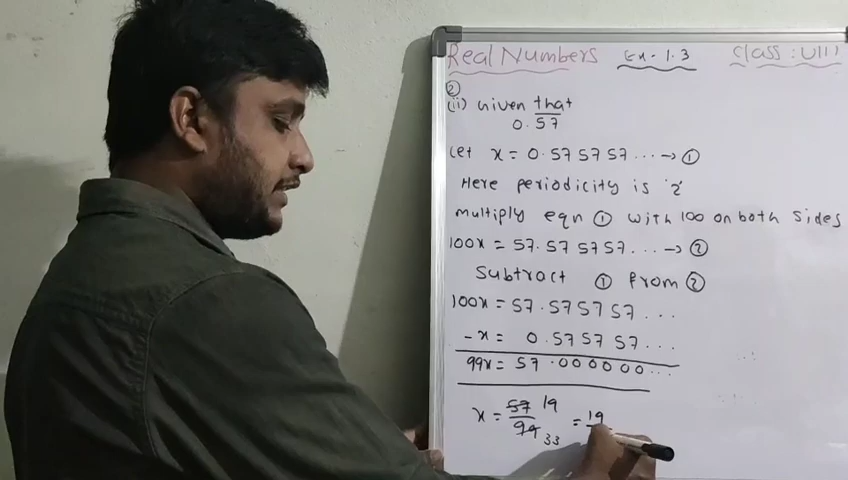 Real Numbers Ex-1.3 Class: VIII
②
(ii) Given that
0.5̅7̅
Let x = 0.57 57 57... → ①
Here periodicity is '2'
multiply eqn ① with 100 on both sides
100x = 57.57 57 57... → ②
Subtract ① from ②
100x = 57.57 57 57...
-x = 0.57 57 57...
99x = 57.000000...
x = 57/99 19 33 = 19